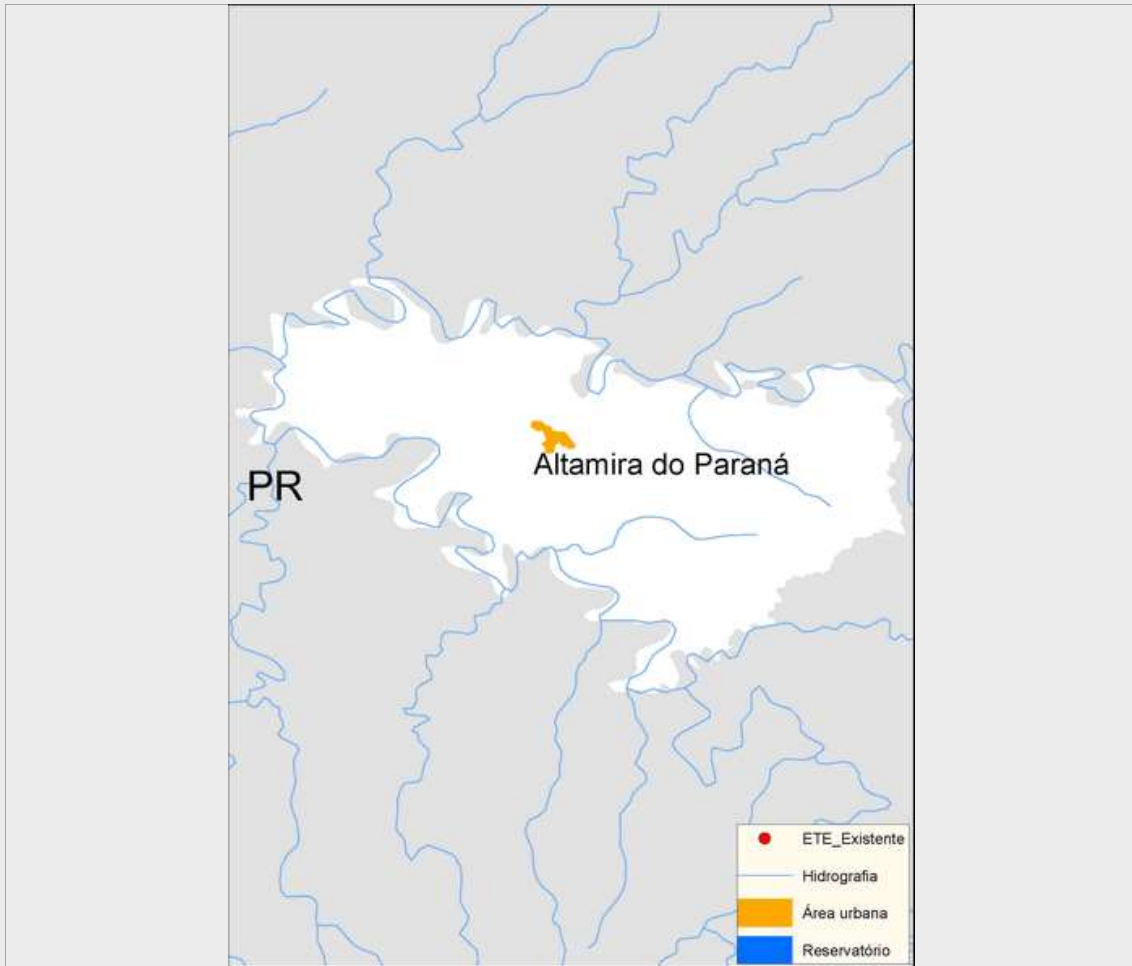 Altamira do Paraná
PR
ETE_Existente
Hidrografia
Área urbana
Reservatório